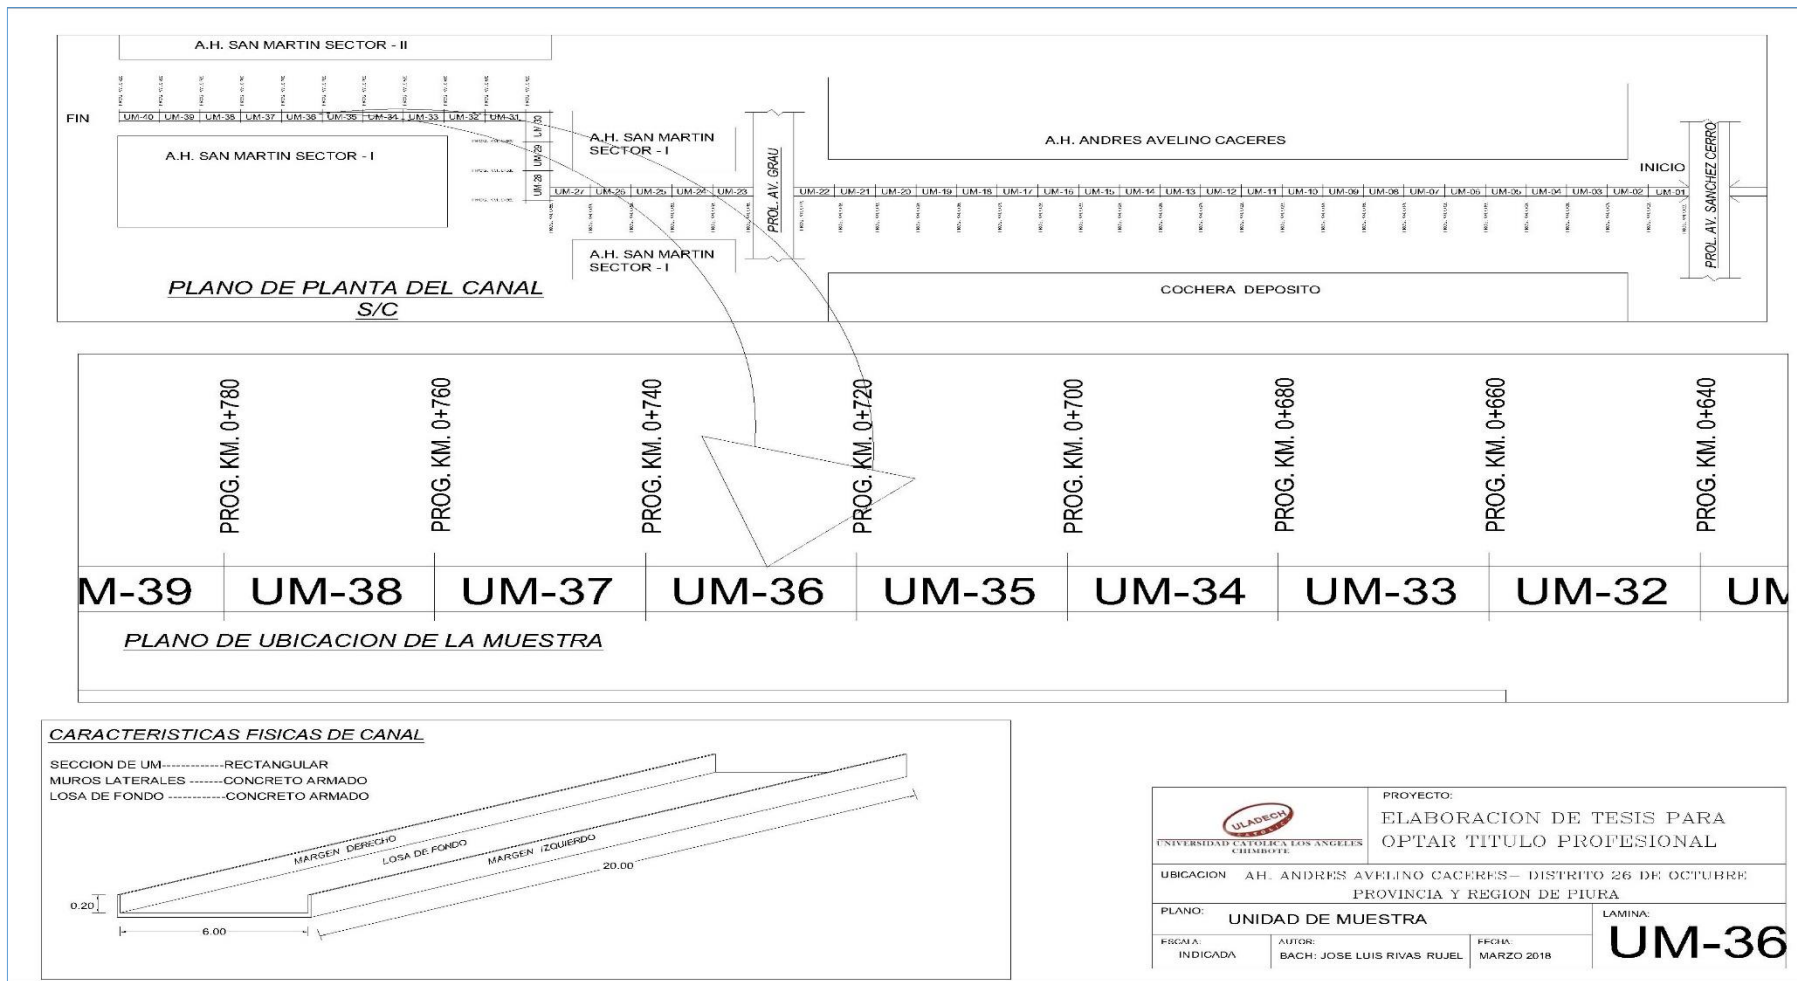 A.H. SAN MARTIN SECTOR - II
FIN
UM-40 UM-39 UM-38 UM-37 UM-36 UM-35 UM-34 UM-33 UM-32 UM-31
UM-30
UM-29
UM-28
A.H. SAN MARTIN SECTOR - I
A.H. SAN MARTIN
SECTOR - I
UM-27 UM-26 UM-25 UM-24 UM-23
A.H. SAN MARTIN
SECTOR - I
PROL. AV. GRAU
A.H. ANDRES AVELINO CACERES
INICIO
UM-22 UM-21 UM-20 UM-19 UM-18 UM-17 UM-16 UM-15 UM-14 UM-13 UM-12 UM-11 UM-10 UM-09 UM-08 UM-07 UM-06 UM-05 UM-04 UM-03 UM-02 UM-01
PROL. AV. SANCHEZ CERRO
COCHERA DEPOSITO
PLANO DE PLANTA DEL CANAL
S/C
PROG. KM. 0+780
PROG. KM. 0+760
PROG. KM. 0+740
PROG. KM. 0+720
PROG. KM. 0+700
PROG. KM. 0+680
PROG. KM. 0+660
PROG. KM. 0+640
M-39 UM-38 UM-37 UM-36 UM-35 UM-34 UM-33 UM-32 UM
PLANO DE UBICACION DE LA MUESTRA
CARACTERISTICAS FISICAS DE CANAL
SECCION DE UM-----------RECTANGULAR
MUROS LATERALES ------CONCRETO ARMADO
LOSA DE FONDO ----------CONCRETO ARMADO
MARGEN DERECHO
LOSA DE FONDO
MARGEN IZQUIERDO
20.00
0.20
6.00
ULADECH
CATOLICA
UNIVERSIDAD CATOLICA LOS ANGELES
CHIMBOTE
PROYECTO:
ELABORACION DE TESIS PARA
OPTAR TITULO PROFESIONAL
UBICACION AH. ANDRES AVELINO CACERES- DISTRITO 26 DE OCTUBRE
PROVINCIA Y REGION DE PIURA
PLANO:
UNIDAD DE MUESTRA
LAMINA:
UM-36
ESCALA:
INDICADA
AUTOR:
BACH: JOSE LUIS RIVAS RUJEL
FECHA:
MARZO 2018